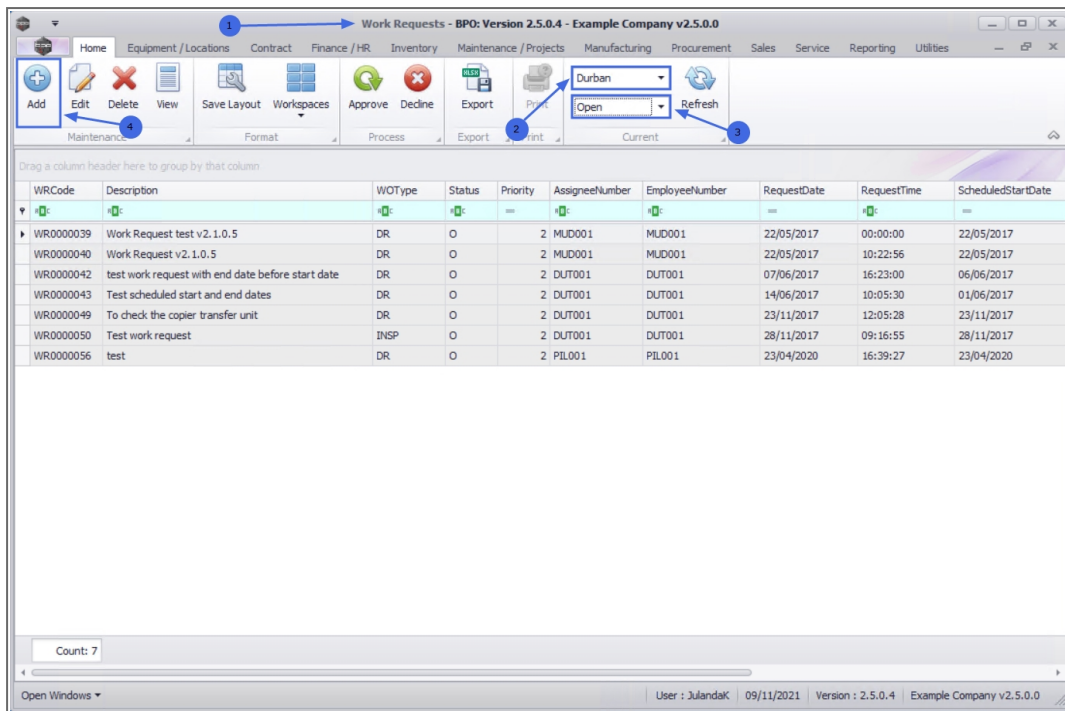 1
Work Requests - BPO: Version 2.5.0.4 - Example Company v2.5.0.0
Home Equipment / Locations Contract Finance / HR Inventory Maintenance / Projects Manufacturing Procurement Sales Service Reporting Utilities
Durban
Open
Add Edit Delete View Save Layout Workspaces Approve Decline Export Print Refresh
4 2 3
Maintenance Format Process Export Print Current
Drag a column header here to group by that column
WRCode Description WOType Status Priority AssigneeNumber EmployeeNumber RequestDate RequestTime ScheduledStartDate
WR0000039 Work Request test v2.1.0.5 DR O 2 MUD001 MUD001 22/05/2017 00:00:00 22/05/2017
WR0000040 Work Request v2.1.0.5 DR O 2 MUD001 MUD001 22/05/2017 10:22:56 22/05/2017
WR0000042 test work request with end date before start date DR O 2 DUT001 DUT001 07/06/2017 16:23:00 06/06/2017
WR0000043 Test scheduled start and end dates DR O 2 DUT001 DUT001 14/06/2017 10:05:30 01/06/2017
WR0000049 To check the copier transfer unit DR O 2 DUT001 DUT001 23/11/2017 12:05:28 23/11/2017
WR0000050 Test work request INSP O 2 DUT001 DUT001 28/11/2017 09:16:55 28/11/2017
WR0000056 test DR O 2 PIL001 PIL001 23/04/2020 16:39:27 23/04/2020
Count: 7
Open Windows User : JulandaK 09/11/2021 Version : 2.5.0.4 Example Company v2.5.0.0